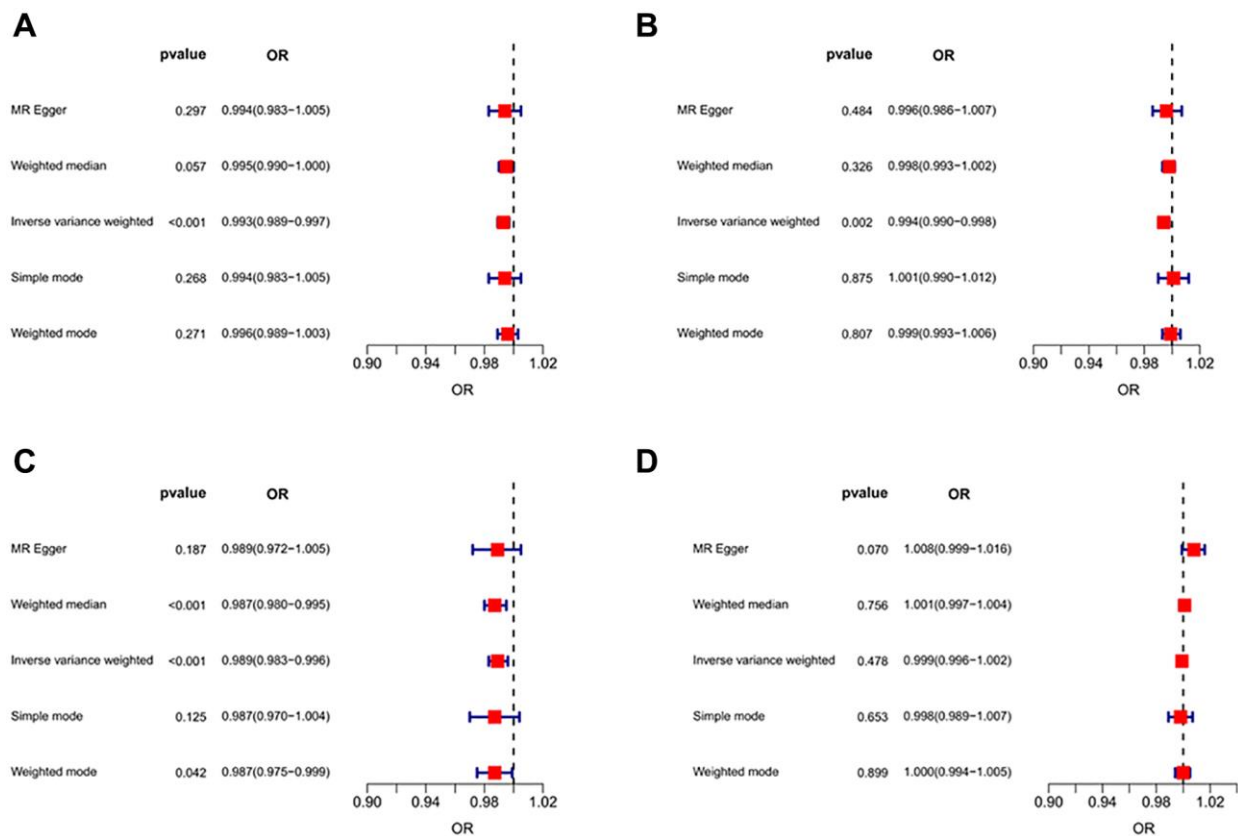 A
pvalue OR
MR Egger 0.297 0.994(0.983−1.005)
Weighted median 0.057 0.995(0.990−1.000)
Inverse variance weighted <0.001 0.993(0.989−0.997)
Simple mode 0.268 0.994(0.983−1.005)
Weighted mode 0.271 0.996(0.989−1.003)
0.90 0.94 0.98 1.02
OR
B
pvalue OR
MR Egger 0.484 0.996(0.986−1.007)
Weighted median 0.326 0.998(0.993−1.002)
Inverse variance weighted 0.002 0.994(0.990−0.998)
Simple mode 0.875 1.001(0.990−1.012)
Weighted mode 0.807 0.999(0.993−1.006)
0.90 0.94 0.98 1.02
OR
C
pvalue OR
MR Egger 0.187 0.989(0.972−1.005)
Weighted median <0.001 0.987(0.980−0.995)
Inverse variance weighted <0.001 0.989(0.983−0.996)
Simple mode 0.125 0.987(0.970−1.004)
Weighted mode 0.042 0.987(0.975−0.999)
0.90 0.94 0.98 1.02
OR
D
pvalue OR
MR Egger 0.070 1.008(0.999−1.016)
Weighted median 0.756 1.001(0.997−1.004)
Inverse variance weighted 0.478 0.999(0.996−1.002)
Simple mode 0.653 0.998(0.989−1.007)
Weighted mode 0.899 1.000(0.994−1.005)
0.90 0.94 0.98 1.02
OR